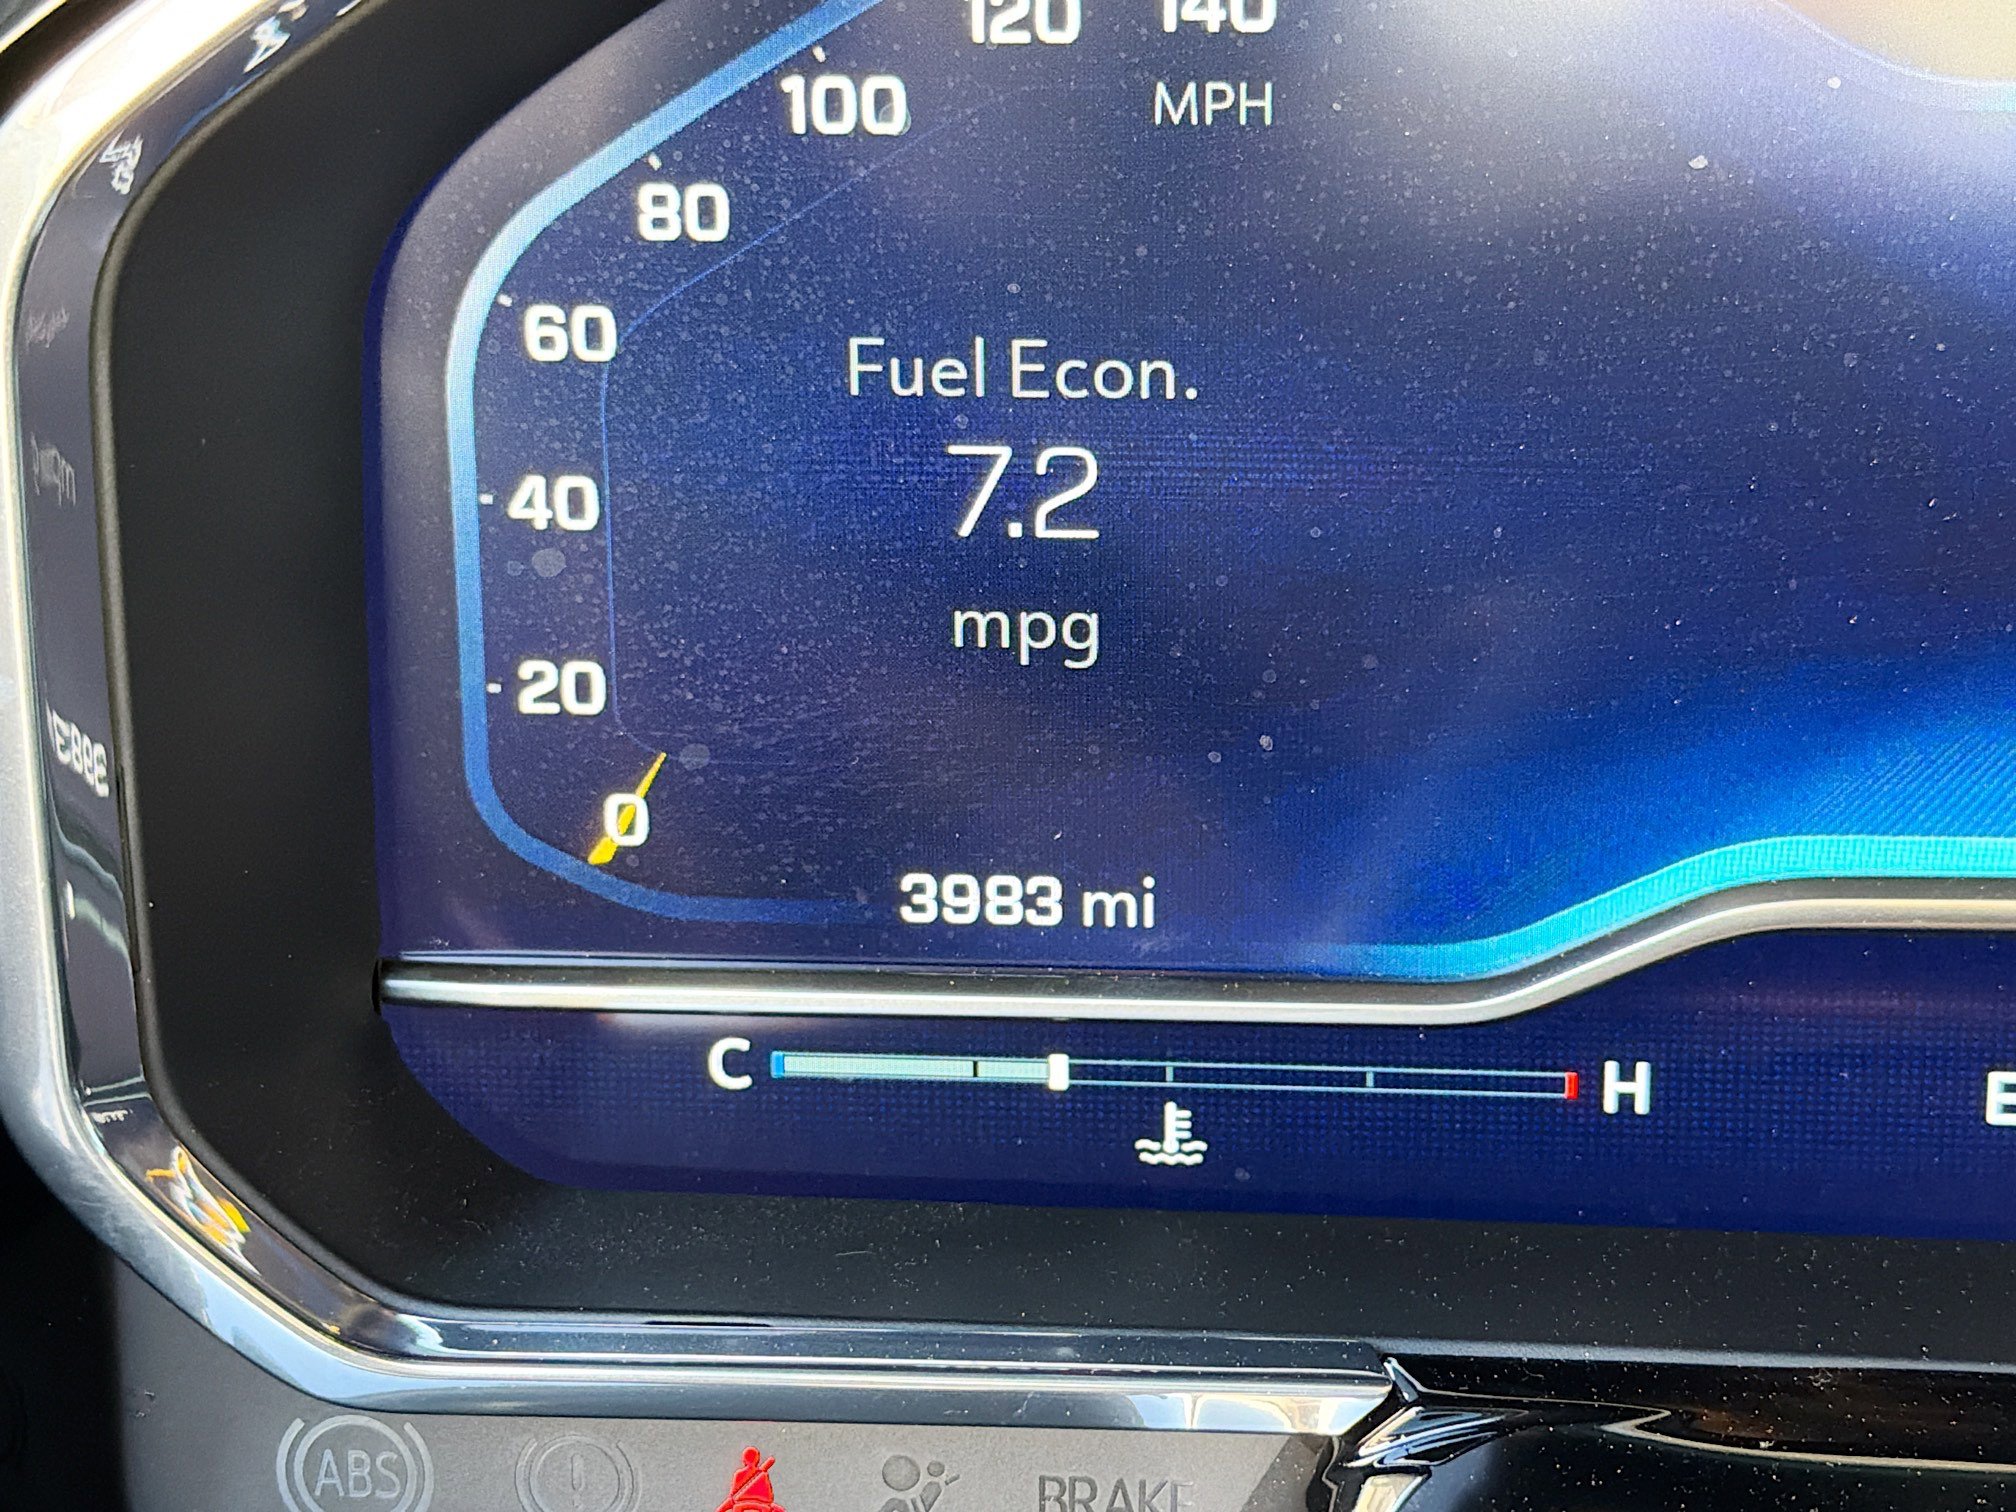 120 140
100 MPH
80
60
Fuel Econ.
40
7.2
mpg
20
0
3983 mi
C H
E
ABS
!
BRAKE